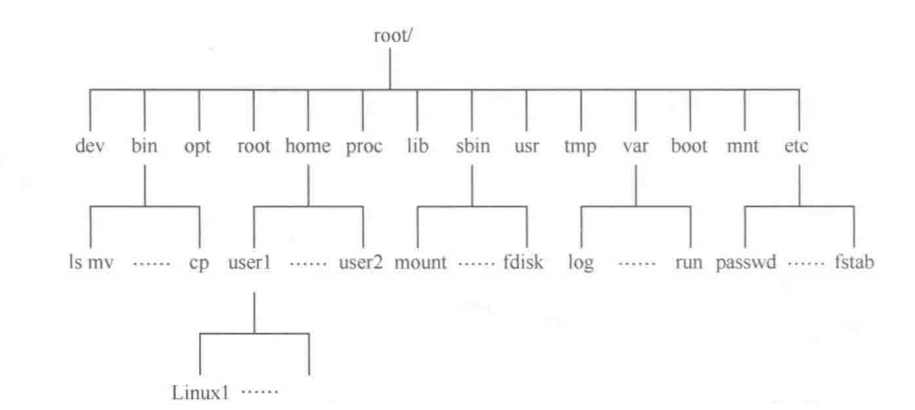 root/
dev bin opt root home proc lib sbin usr tmp var boot mnt etc
ls mv ······ cp user1 ······ user2 mount ······ fdisk log ······ run passwd ······ fstab
Linux1 ······